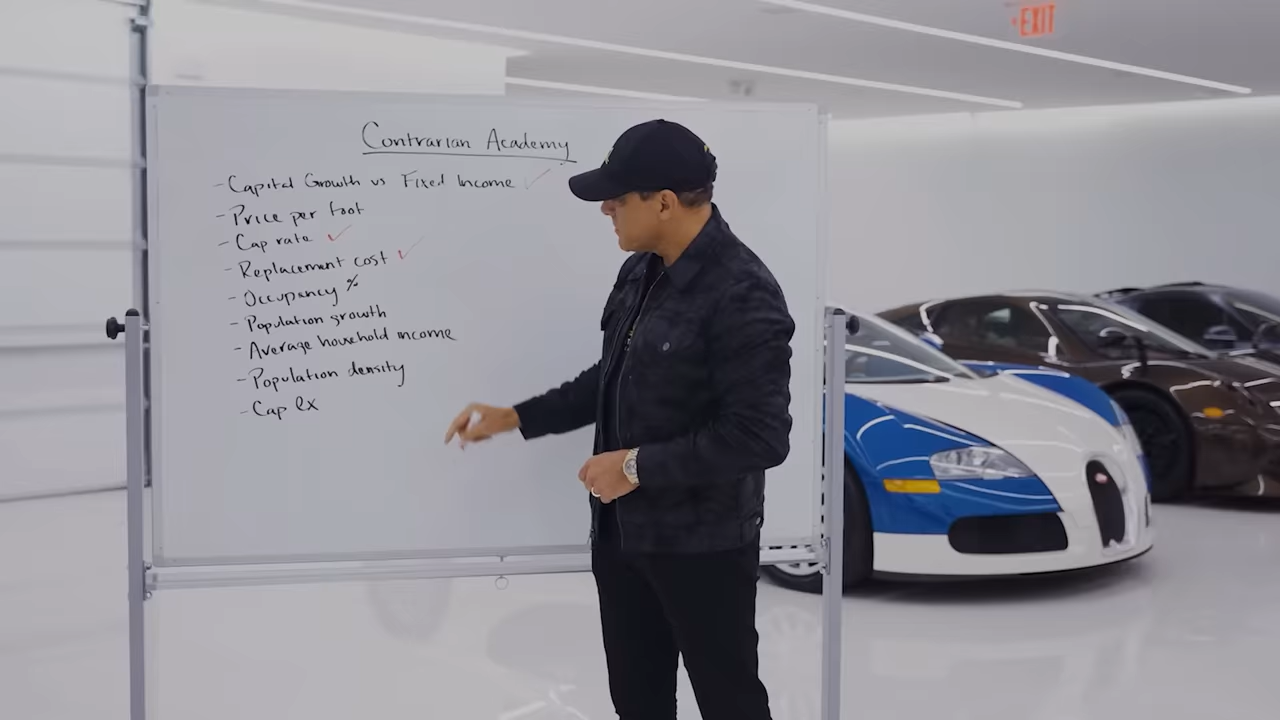 EXIT
Contrarian Academy
- Capital Growth vs Fixed Income ✓
- Price per foot
- Cap rate ✓
- Replacement cost ✓
- Occupancy %
- Population growth
- Average household income
- Population density
- Cap ex